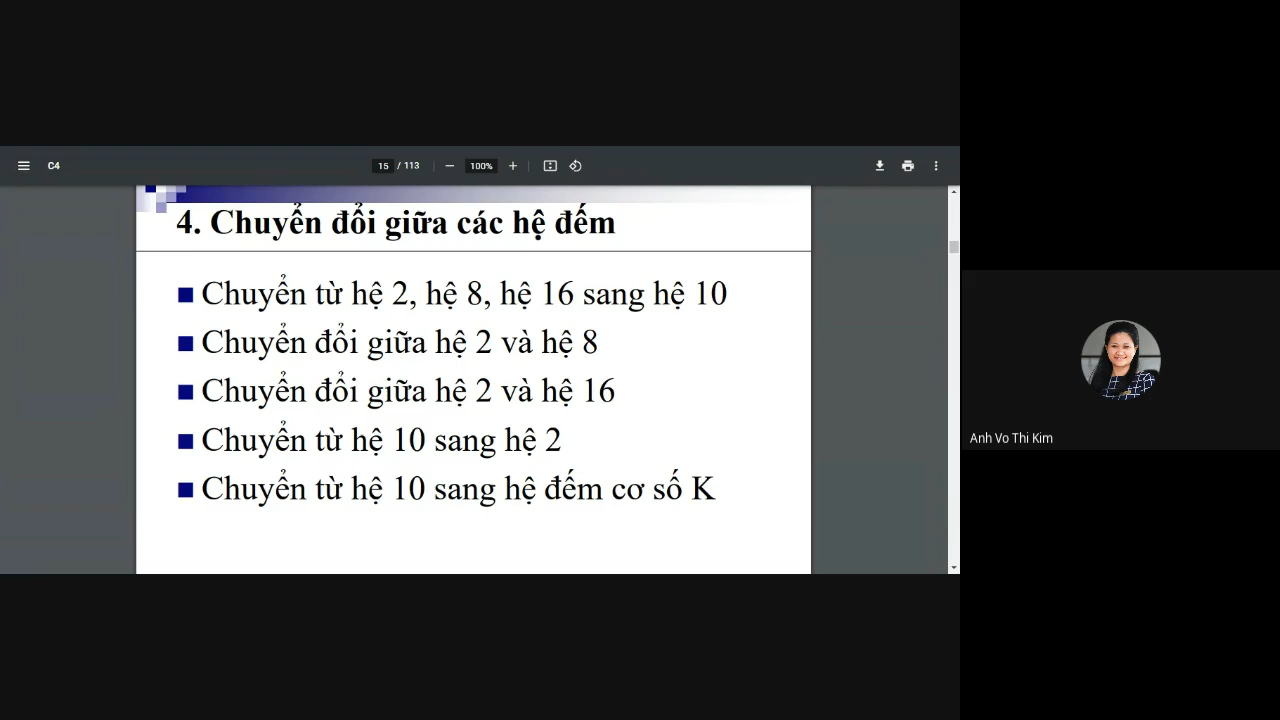 C4
15 / 113
100%
4. Chuyển đổi giữa các hệ đếm
Chuyển từ hệ 2, hệ 8, hệ 16 sang hệ 10
Chuyển đổi giữa hệ 2 và hệ 8
Chuyển đổi giữa hệ 2 và hệ 16
Chuyển từ hệ 10 sang hệ 2
Chuyển từ hệ 10 sang hệ đếm cơ số K
Anh Vo Thi Kim